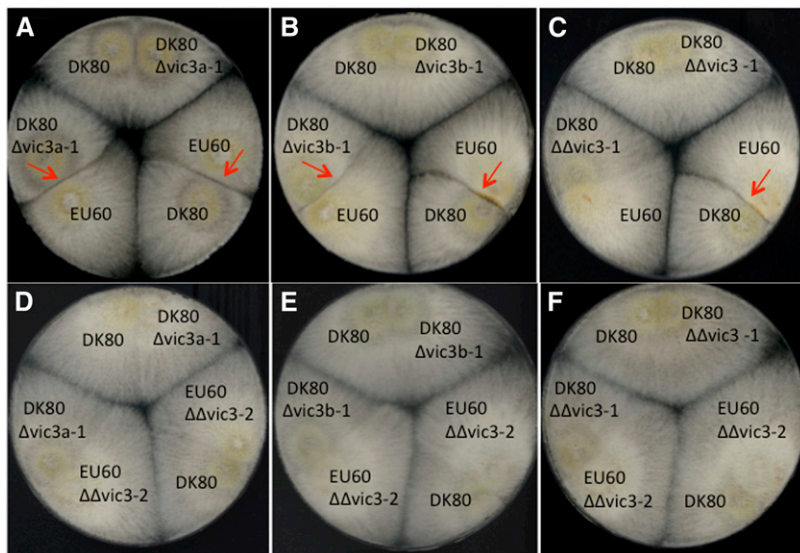 A
DK80
DK80
Δvic3a-1
DK80
Δvic3a-1
EU60
EU60
DK80
B
DK80
DK80
Δvic3b-1
DK80
Δvic3b-1
EU60
EU60
DK80
C
DK80
DK80
ΔΔvic3 -1
DK80
ΔΔvic3-1
EU60
EU60
DK80
D
DK80
DK80
Δvic3a-1
DK80
Δvic3a-1
EU60
ΔΔvic3-2
EU60
ΔΔvic3-2
DK80
E
DK80
DK80
Δvic3b-1
DK80
Δvic3b-1
EU60
ΔΔvic3-2
EU60
ΔΔvic3-2
DK80
F
DK80
DK80
ΔΔvic3 -1
DK80
ΔΔvic3-1
EU60
ΔΔvic3-2
EU60
ΔΔvic3-2
DK80